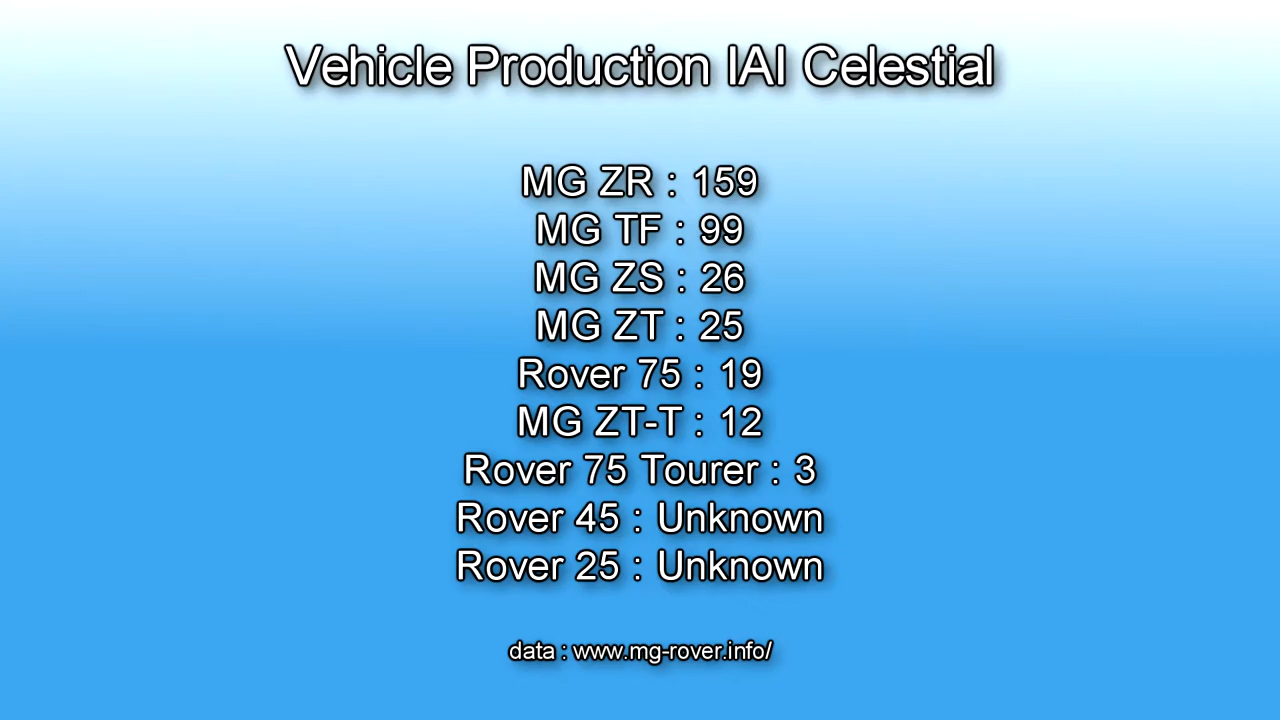 Vehicle Production IAI Celestial
MG ZR : 159
MG TF : 99
MG ZS : 26
MG ZT : 25
Rover 75 : 19
MG ZT-T : 12
Rover 75 Tourer : 3
Rover 45 : Unknown
Rover 25 : Unknown
data : www.mg-rover.info/